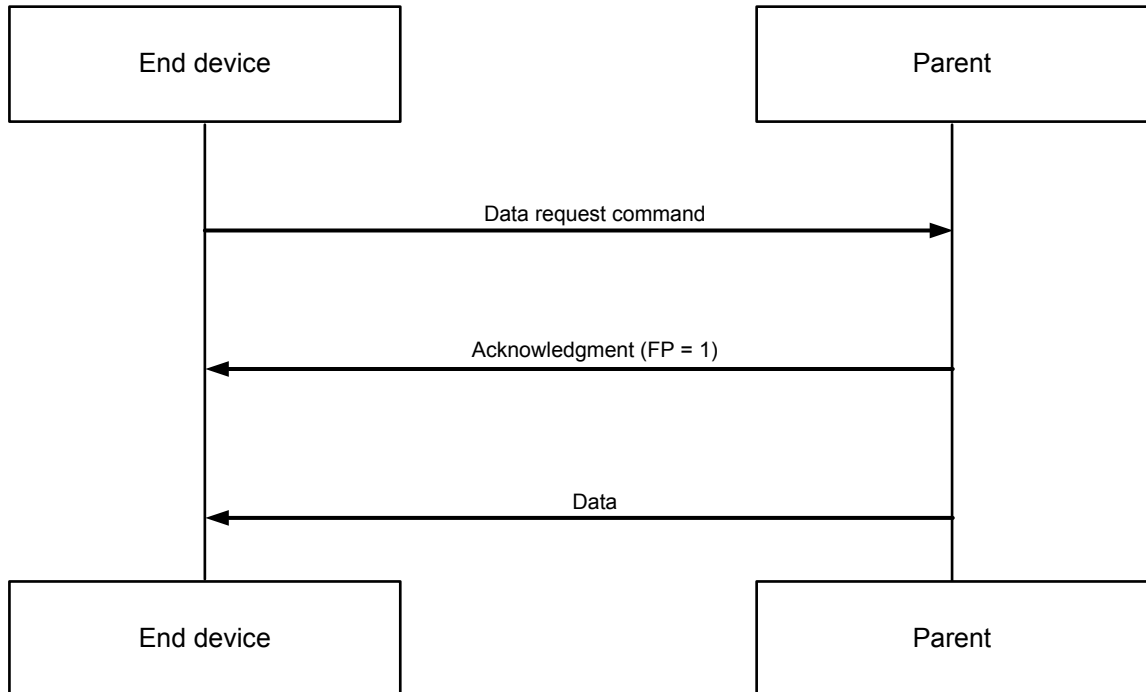 End device
Parent
Data request command
Acknowledgment (FP = 1)
Data
End device
Parent